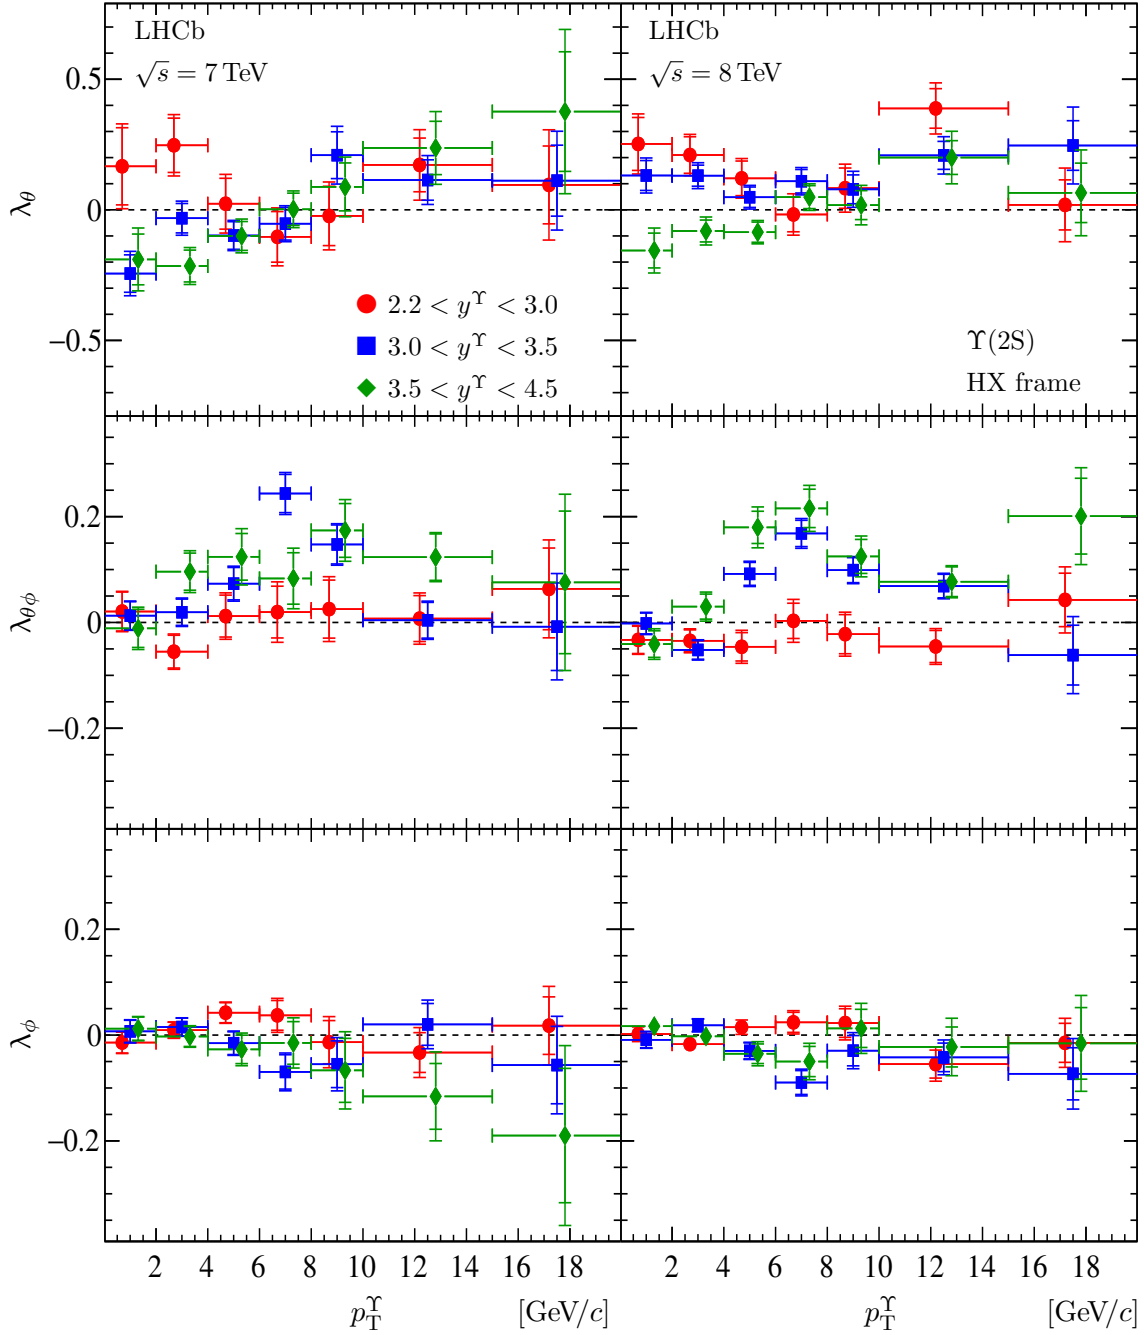 LHCb
√s = 7 TeV
LHCb
√s = 8 TeV
λθ
0.5
0
−0.5
2.2 < y^Υ < 3.0
3.0 < y^Υ < 3.5
3.5 < y^Υ < 4.5
Υ(2S)
HX frame
λθϕ
0.2
0
−0.2
λϕ
0.2
0
−0.2
2 4 6 8 10 12 14 16 18 2 4 6 8 10 12 14 16 18
p_T^Υ [GeV/c] p_T^Υ [GeV/c]